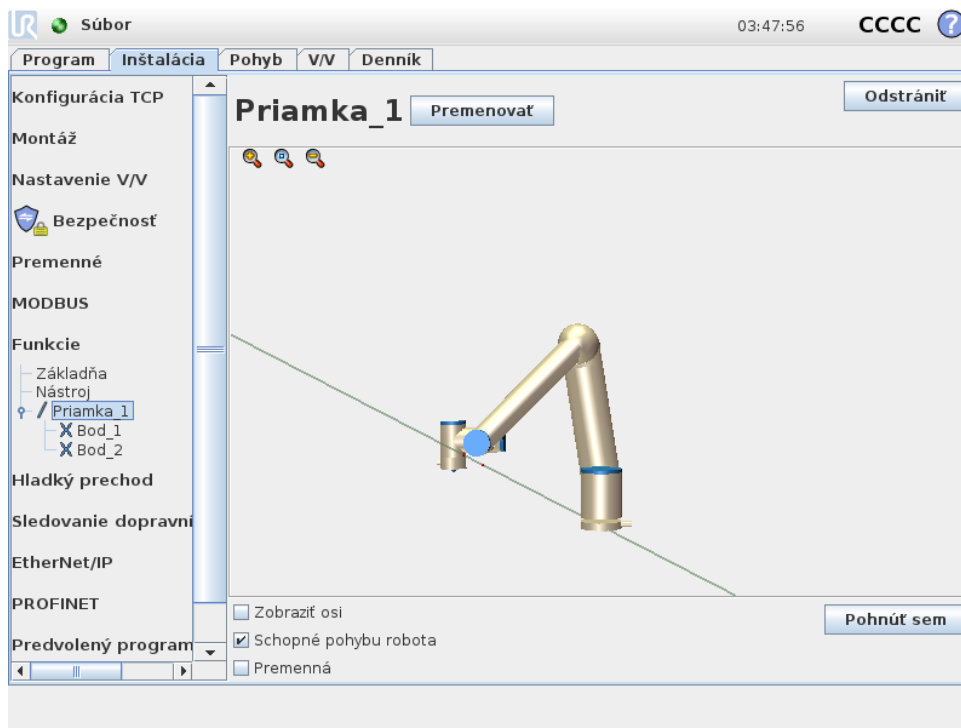 UR Súbor 03:47:56 CCCC ?
Program Inštalácia Pohyb V/V Denník
Konfigurácia TCP
Montáž
Nastavenie V/V
Bezpečnosť
Premenné
MODBUS
Funkcie
Základňa
Nástroj
Priamka_1
Bod_1
Bod_2
Hladký prechod
Sledovanie dopravní
EtherNet/IP
PROFINET
Predvolený program
Priamka_1 Premenovať Odstrániť
Zobraziť osi
Schopné pohybu robota
Premenná
Pohnúť sem